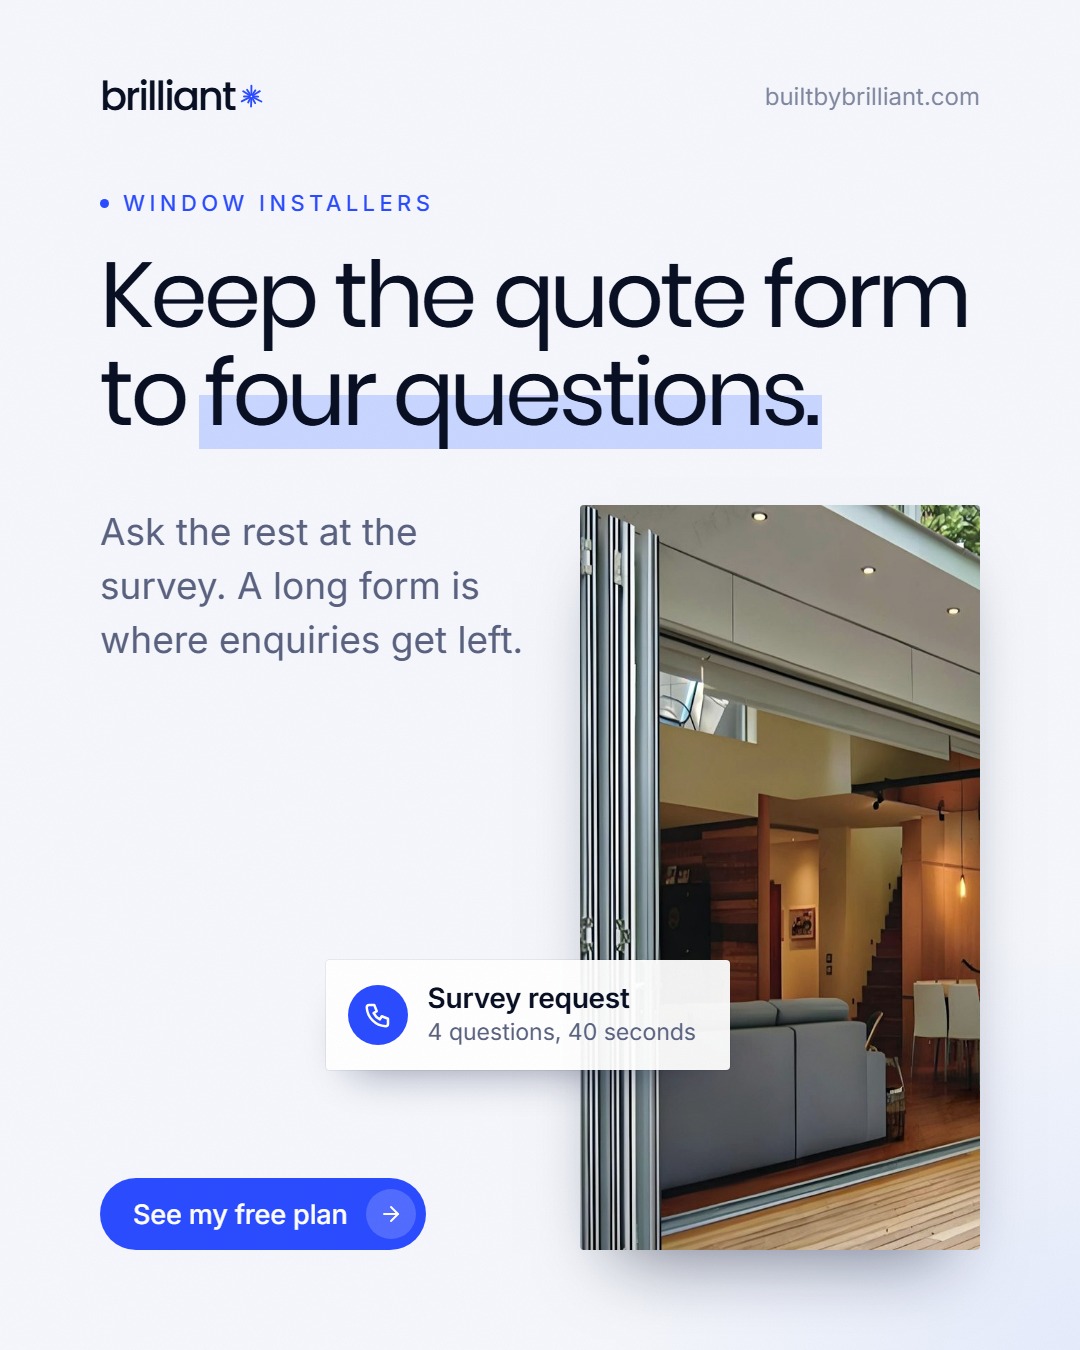 brilliant
builtbybrilliant.com
WINDOW INSTALLERS
Keep the quote form
to four questions.
Ask the rest at the
survey. A long form is
where enquiries get left.
Survey request
4 questions, 40 seconds
See my free plan